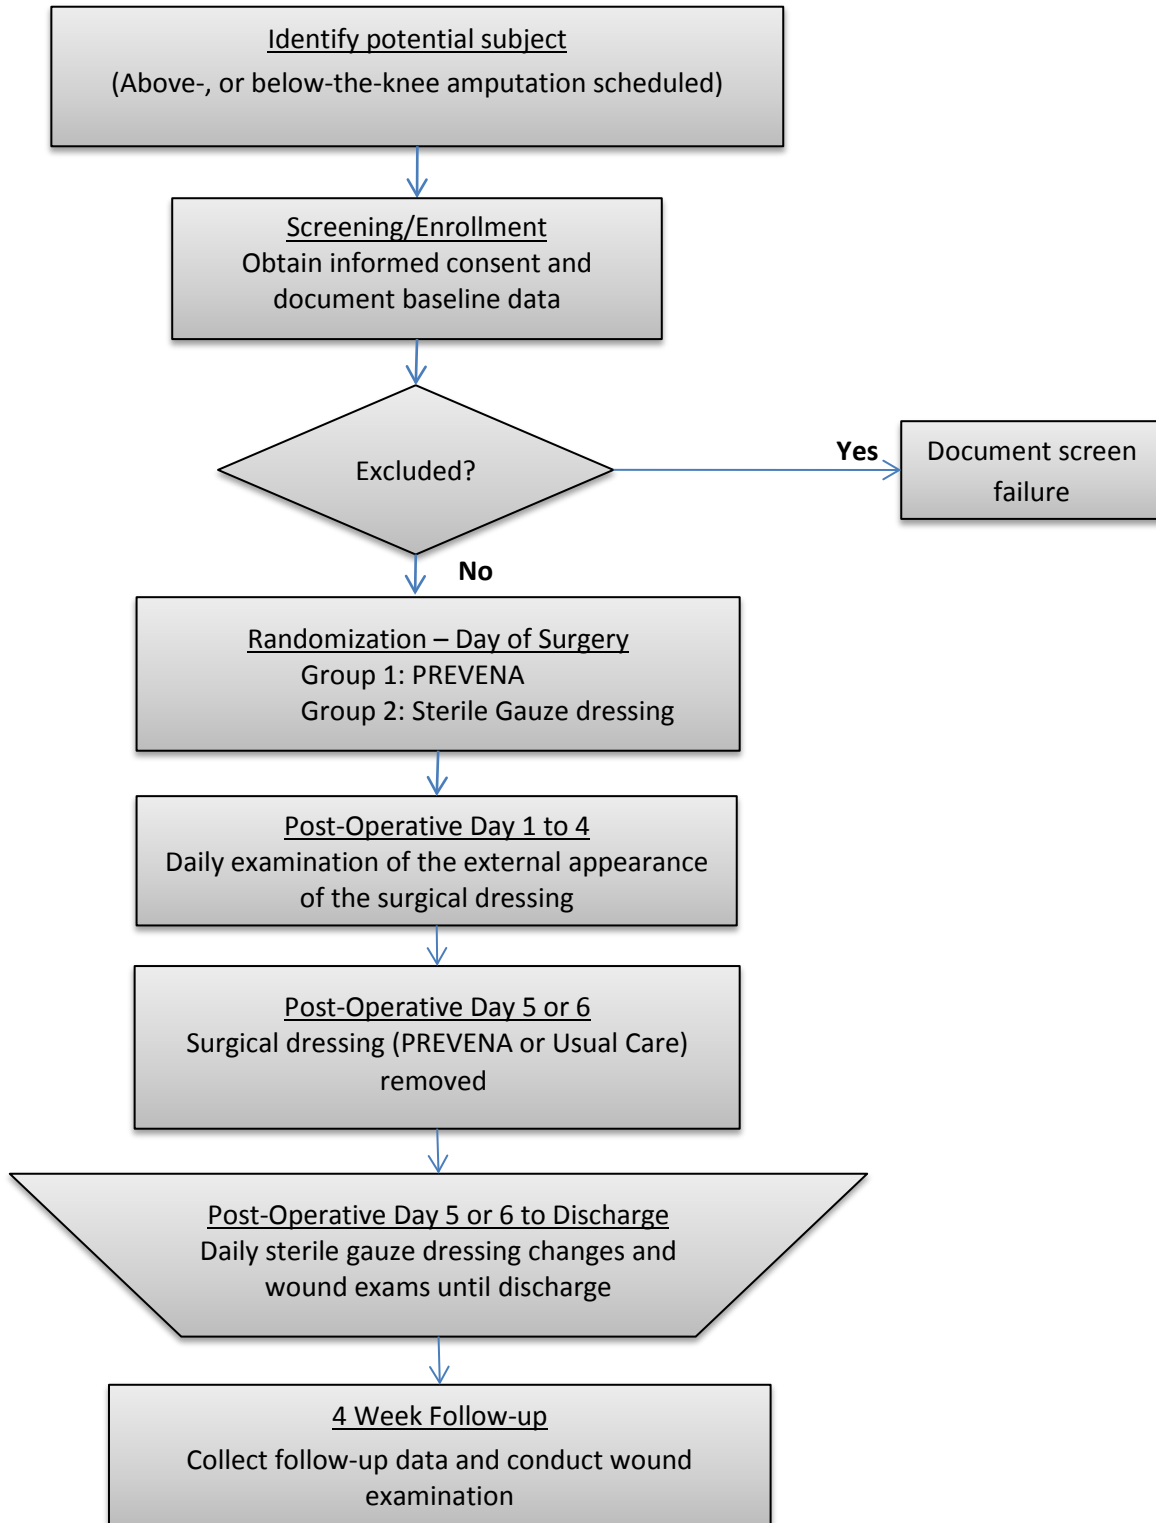 Identify potential subject
(Above-, or below-the-knee amputation scheduled)
Screening/Enrollment
Obtain informed consent and
document baseline data
Excluded?
Yes
Document screen
failure
No
Randomization – Day of Surgery
Group 1: PREVENA
Group 2: Sterile Gauze dressing
Post-Operative Day 1 to 4
Daily examination of the external appearance
of the surgical dressing
Post-Operative Day 5 or 6
Surgical dressing (PREVENA or Usual Care)
removed
Post-Operative Day 5 or 6 to Discharge
Daily sterile gauze dressing changes and
wound exams until discharge
4 Week Follow-up
Collect follow-up data and conduct wound
examination